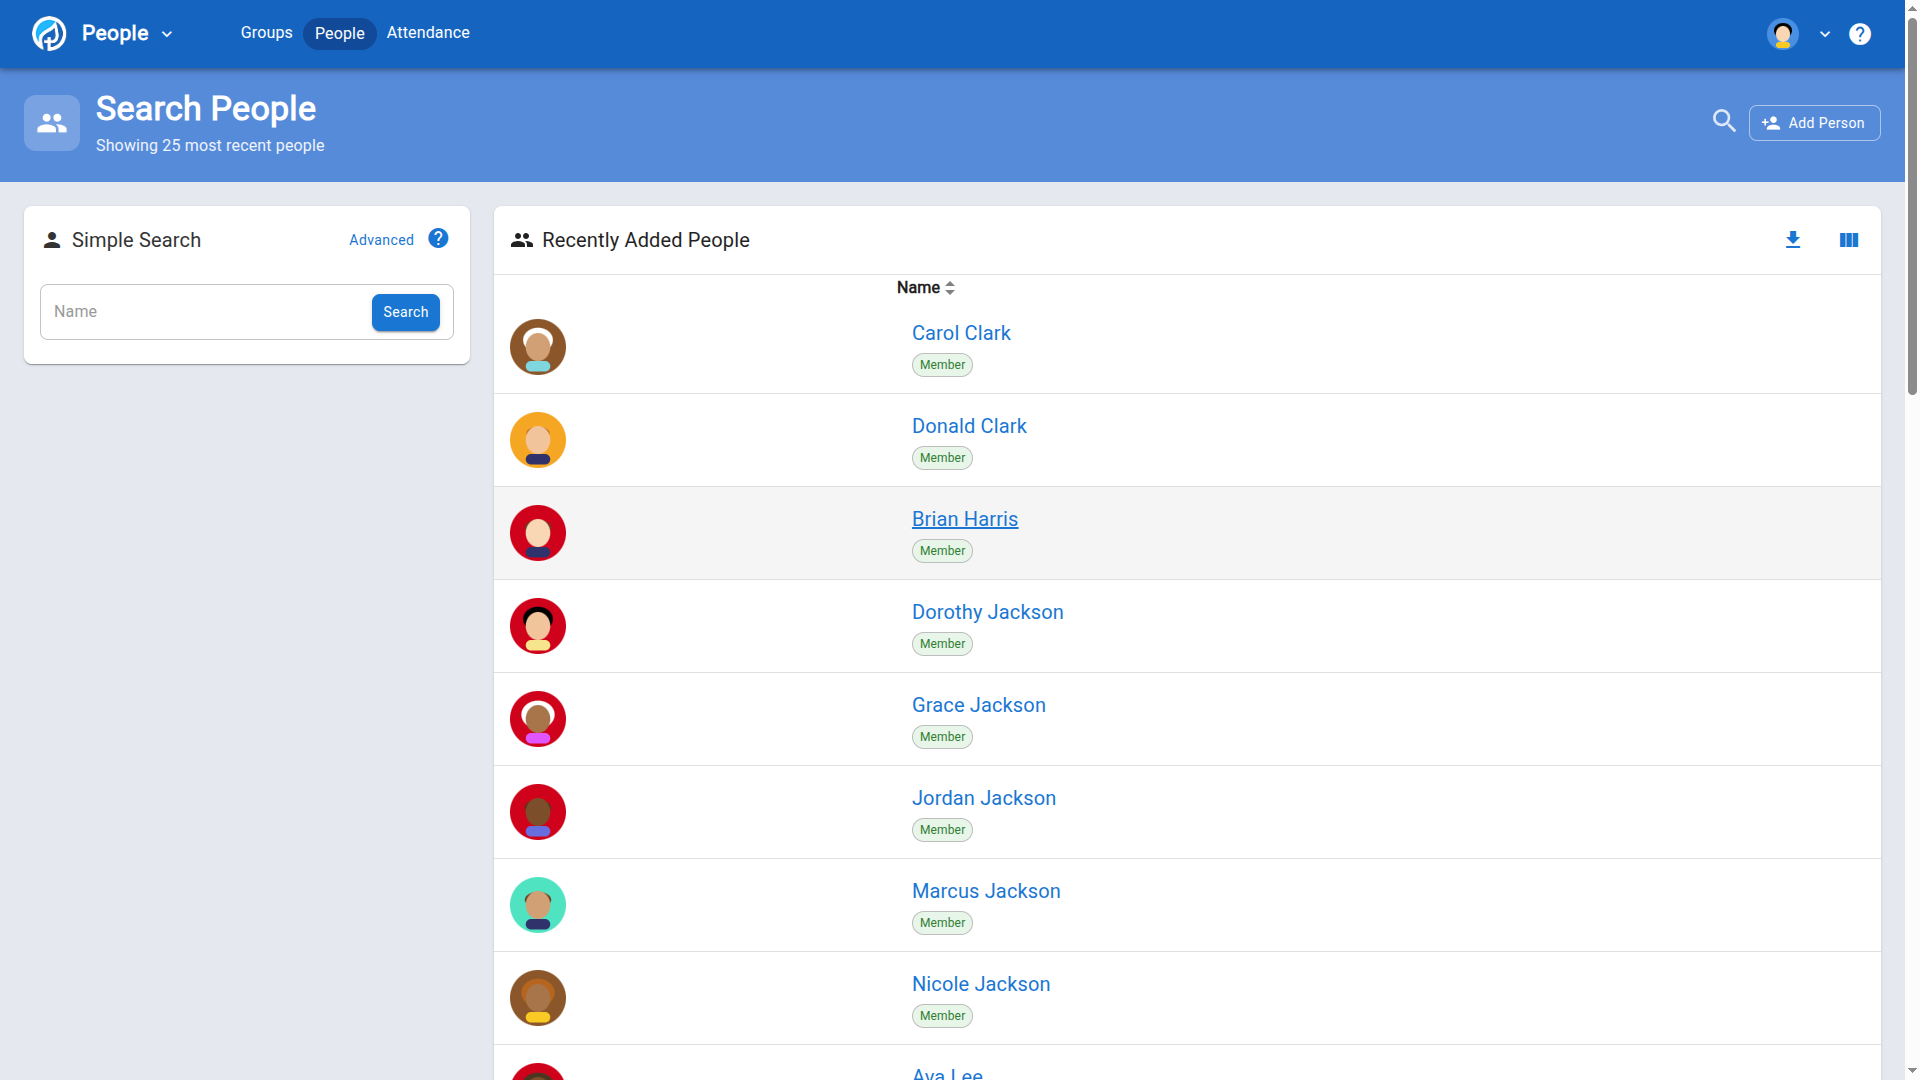 People
Groups
People
Attendance
Search People
Showing 25 most recent people
Add Person
Simple Search
Advanced
Name
Search
Recently Added People
Name
Carol Clark
Member
Donald Clark
Member
Brian Harris
Member
Dorothy Jackson
Member
Grace Jackson
Member
Jordan Jackson
Member
Marcus Jackson
Member
Nicole Jackson
Member
Ava Lee